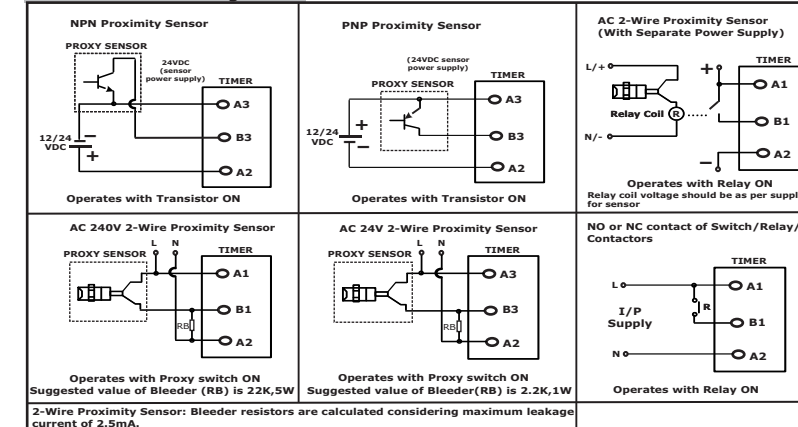 NPN Proximity Sensor
PROXY SENSOR
24VDC
(sensor
power supply)
TIMER
A3
B3
A2
12/24
VDC
−
+
Operates with Transistor ON
PNP Proximity Sensor
(24VDC sensor
power supply)
PROXY SENSOR
TIMER
A3
B3
A2
12/24
VDC
+
−
Operates with Transistor ON
AC 2-Wire Proximity Sensor
(With Separate Power Supply)
L/+
Relay Coil
R
N/-
+
−
TIMER
A1
B1
A2
Operates with Relay ON
Relay coil voltage should be as per suppl
for sensor
AC 240V 2-Wire Proximity Sensor
L N
PROXY SENSOR
TIMER
A1
B1
RB
A2
Operates with Proxy switch ON
Suggested value of Bleeder (RB) is 22K,5W
AC 24V 2-Wire Proximity Sensor
L N
PROXY SENSOR
TIMER
A3
B3
RB
A2
Operates with Proxy switch ON
Suggested value of Bleeder(RB) is 2.2K,1W
NO or NC contact of Switch/Relay/
Contactors
TIMER
L
A1
R
I/P
Supply
B1
N
A2
Operates with Relay ON
2-Wire Proximity Sensor: Bleeder resistors are calculated considering maximum leakage
current of 2.5mA.